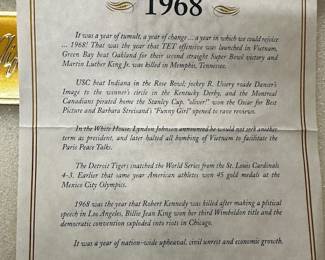 1968
It was a year of tumult, a year of change . . . a year in which we could rejoice
. . . 1968! That was the year that TET offensive was launched in Vietnam,
Green Bay beat Oakland for their second straight Super Bowl victory and
Martin Luther King Jr. was killed in Memphis, Tennessee.
USC beat Indiana in the Rose Bowl; jockey R. Ussery rode Dancer's
Image to the winner's circle in the Kentucky Derby, and the Montreal
Canadians paraded home the Stanley Cup. "oliver!" won the Oscar for Best
Picture and Barbara Streisand's "Funny Girl" opened to rave reviews.
In the White House, Lyndon Johnson announced he would not seek another
term as president, and later halted all bombing of Vietnam to facilitate the
Paris Peace Talks.
The Detroit Tigers snatched the World Series from the St. Louis Cardinals
4-3. Earlier that same year American athletes won 45 gold medals at the
Mexico City Olympics.
1968 was the year that Robert Kennedy was killed after making a plitical
speech in Los Angeles, Billie Jean King won her third Wimbeldon title and the
democratic convention exploded into roots in Chicago.
It was a year of nation-wide upheaval, civil unrest and economic growth.